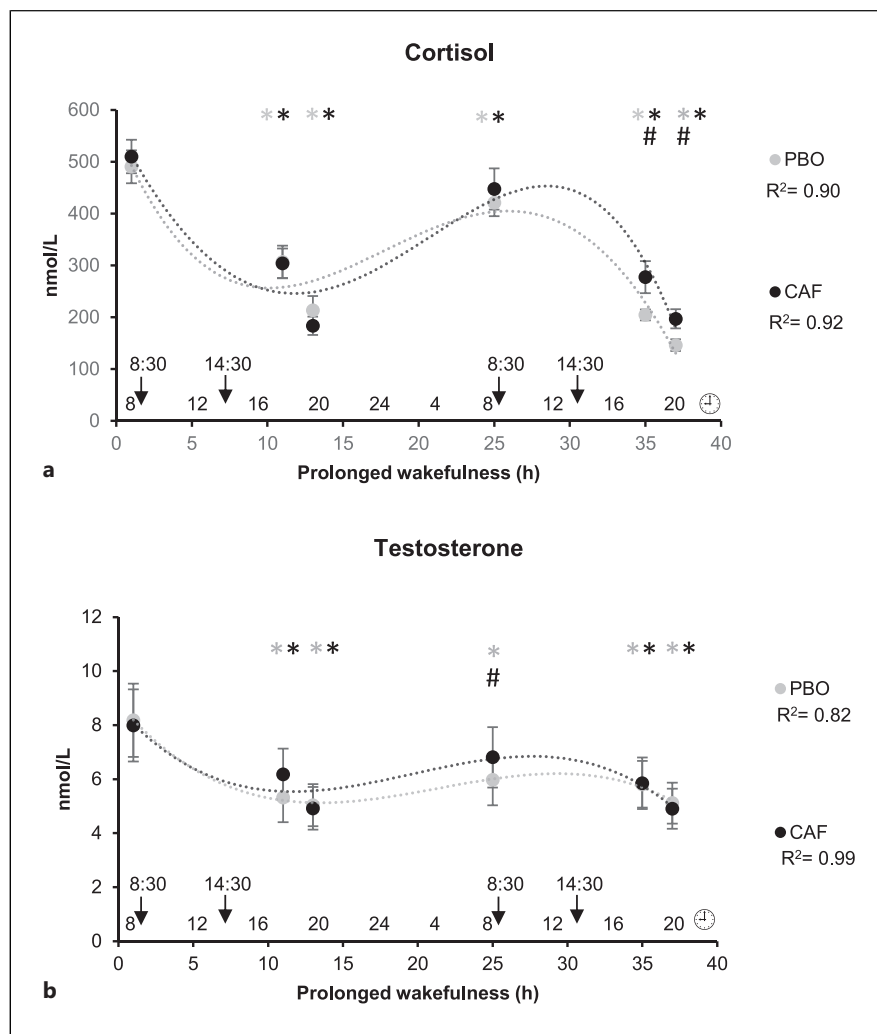 Cortisol
600
* * * * * * * * * *
# #
500
400
300
200
100
0
nmol/L
PBO
R²= 0.90
CAF
R²= 0.92
8:30 14:30 8:30 14:30
8 12 16 20 24 4 8 12 16 20
0 5 10 15 20 25 30 35 40
Prolonged wakefulness (h)
a
Testosterone
12
10
8
6
4
2
0
nmol/L
* * * * * * * * *
#
PBO
R²= 0.82
CAF
R²= 0.99
8:30 14:30 8:30 14:30
8 12 16 20 24 4 8 12 16 20
0 5 10 15 20 25 30 35 40
Prolonged wakefulness (h)
b